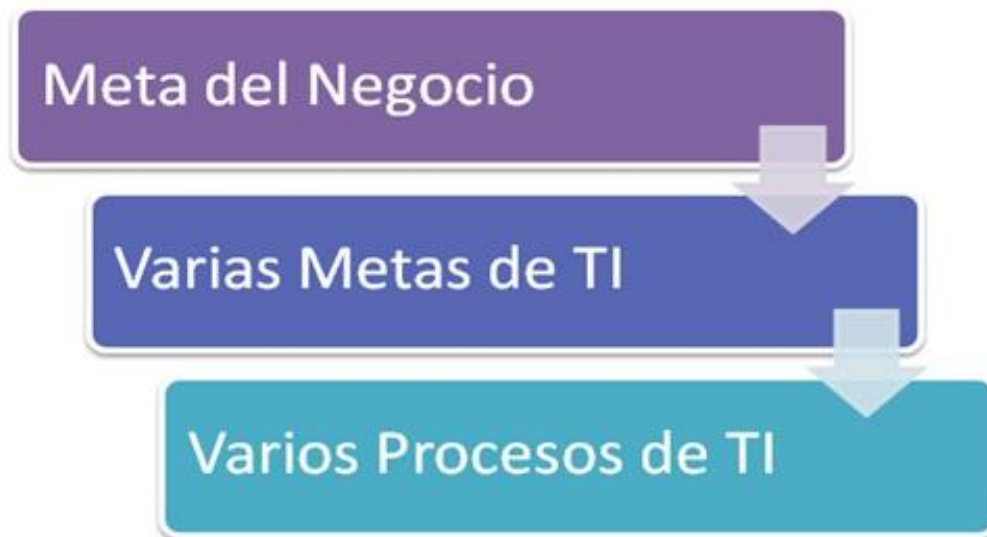 Meta del Negocio
Varias Metas de TI
Varios Procesos de TI